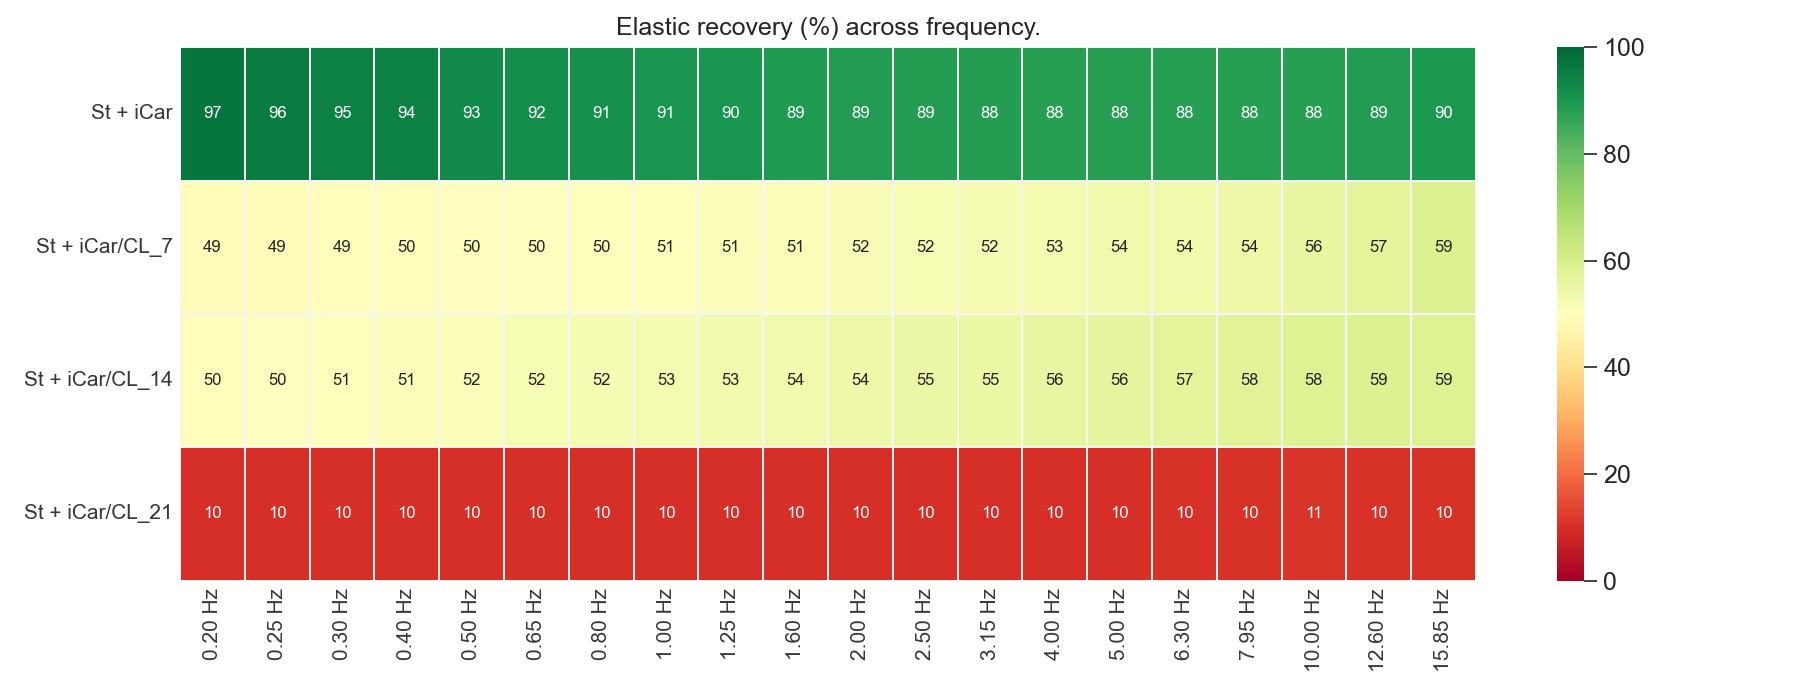 Elastic recovery (%) across frequency.
St + iCar 97 96 95 94 93 92 91 91 90 89 89 89 88 88 88 88 88 88 89 90
St + iCar/CL_7 49 49 49 50 50 50 50 51 51 51 52 52 52 53 54 54 54 56 57 59
St + iCar/CL_14 50 50 51 51 52 52 52 53 53 54 54 55 55 56 56 57 58 58 59 59
St + iCar/CL_21 10 10 10 10 10 10 10 10 10 10 10 10 10 10 10 10 10 11 10 10
0.20 Hz 0.25 Hz 0.30 Hz 0.40 Hz 0.50 Hz 0.65 Hz 0.80 Hz 1.00 Hz 1.25 Hz 1.60 Hz 2.00 Hz 2.50 Hz 3.15 Hz 4.00 Hz 5.00 Hz 6.30 Hz 7.95 Hz 10.00 Hz 12.60 Hz 15.85 Hz
100
80
60
40
20
0